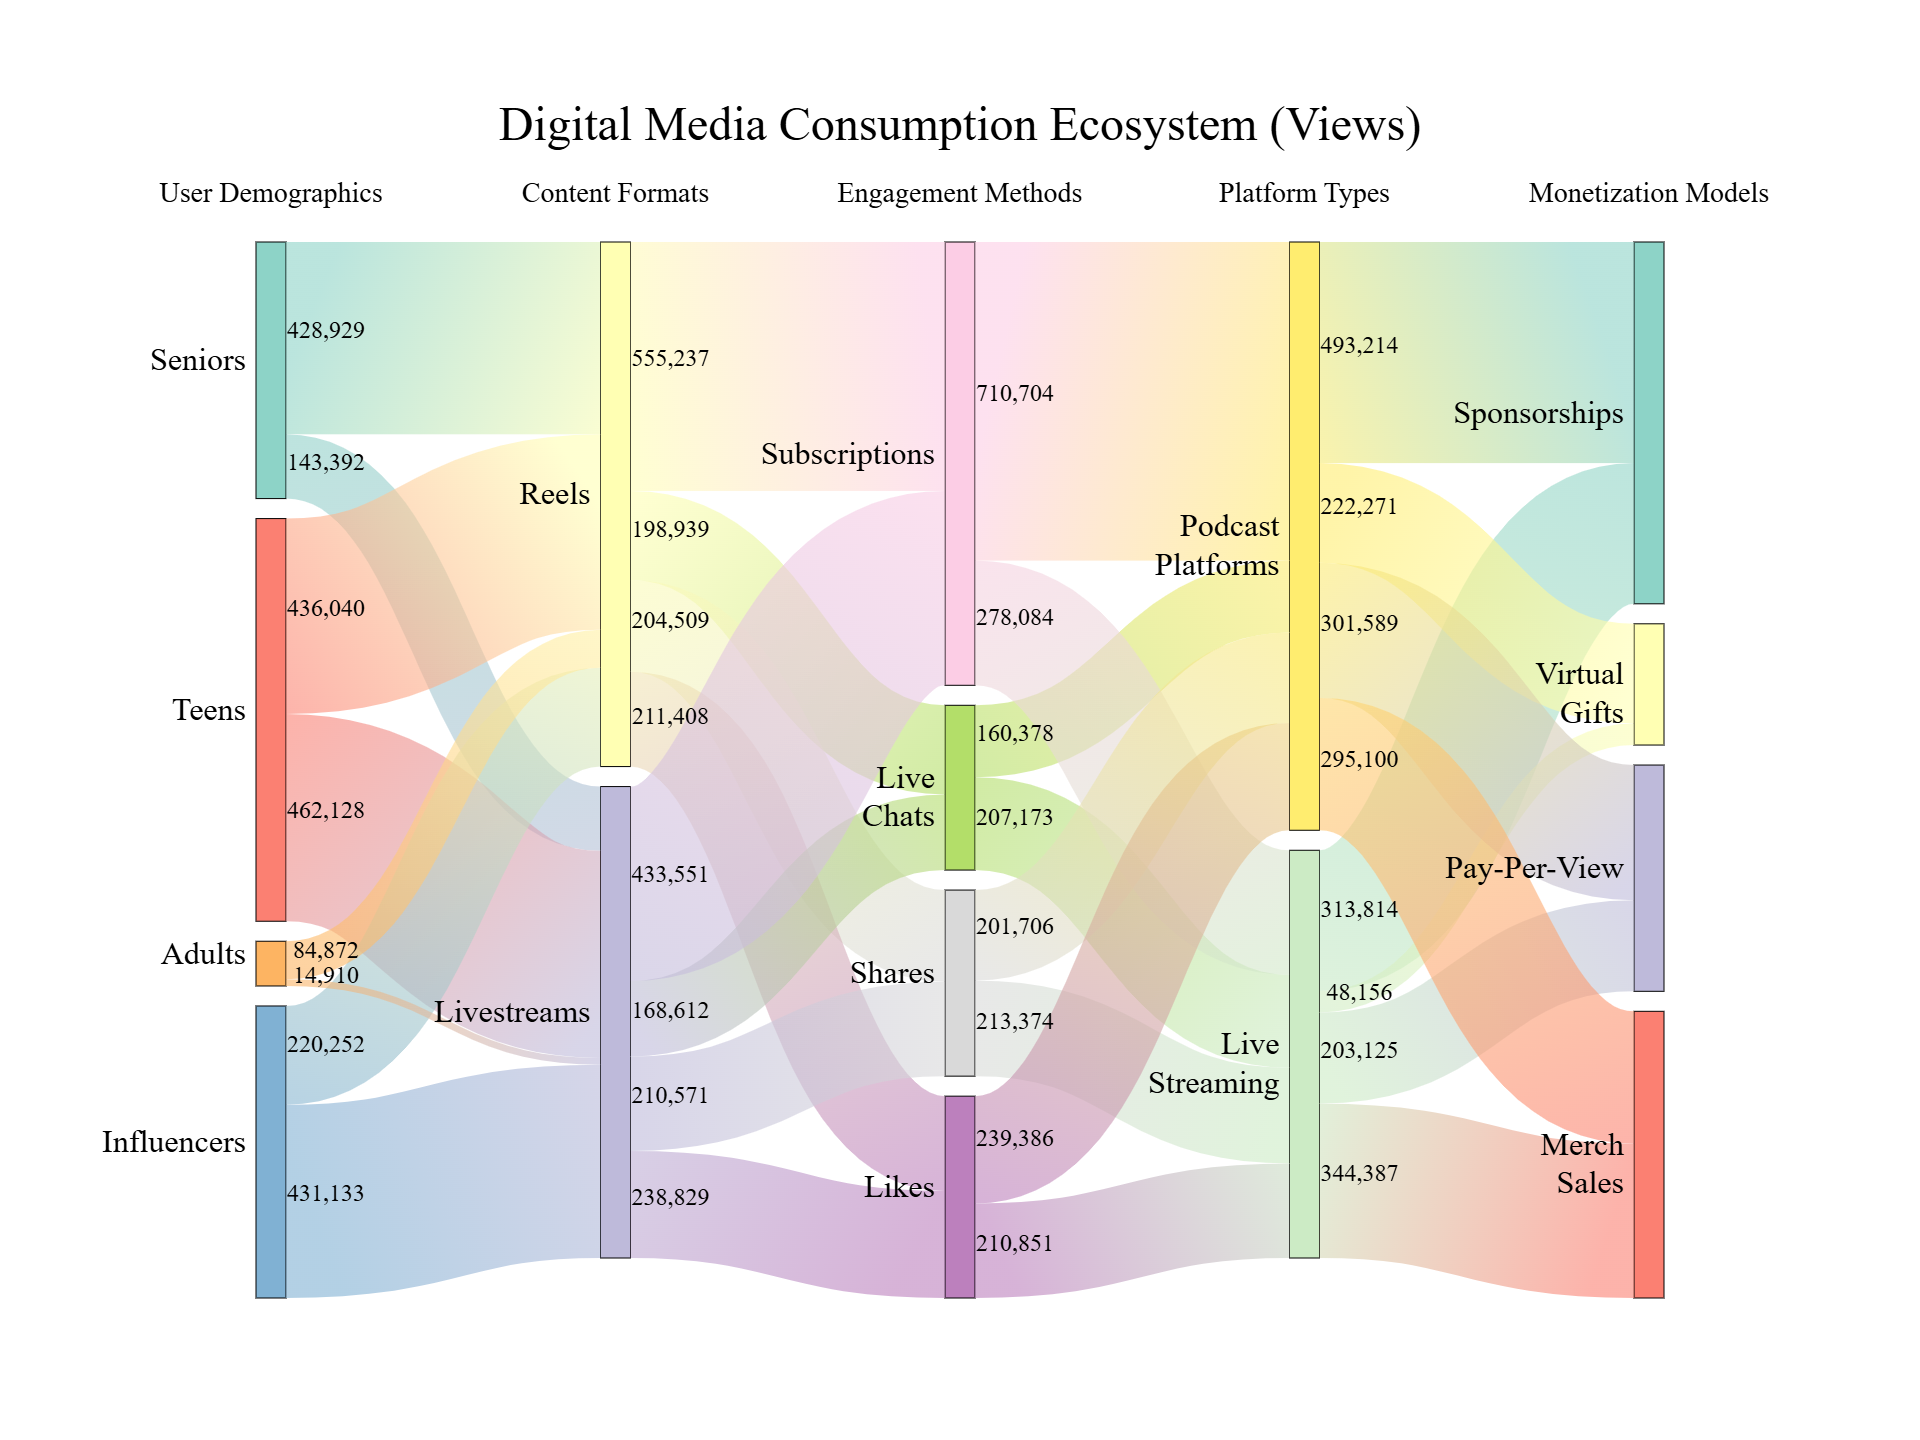 Digital Media Consumption Ecosystem (Views)
User Demographics
Content Formats
Engagement Methods
Platform Types
Monetization Models
Seniors
428,929
143,392
Teens
436,040
462,128
Adults
84,872
14,910
Influencers
220,252
431,133
Reels
555,237
198,939
204,509
211,408
Livestreams
433,551
168,612
210,571
238,829
Subscriptions
710,704
278,084
Live
Chats
160,378
207,173
Shares
201,706
213,374
Likes
239,386
210,851
Podcast
Platforms
493,214
222,271
301,589
295,100
Live
Streaming
313,814
48,156
203,125
344,387
Sponsorships
Virtual
Gifts
Pay-Per-View
Merch
Sales